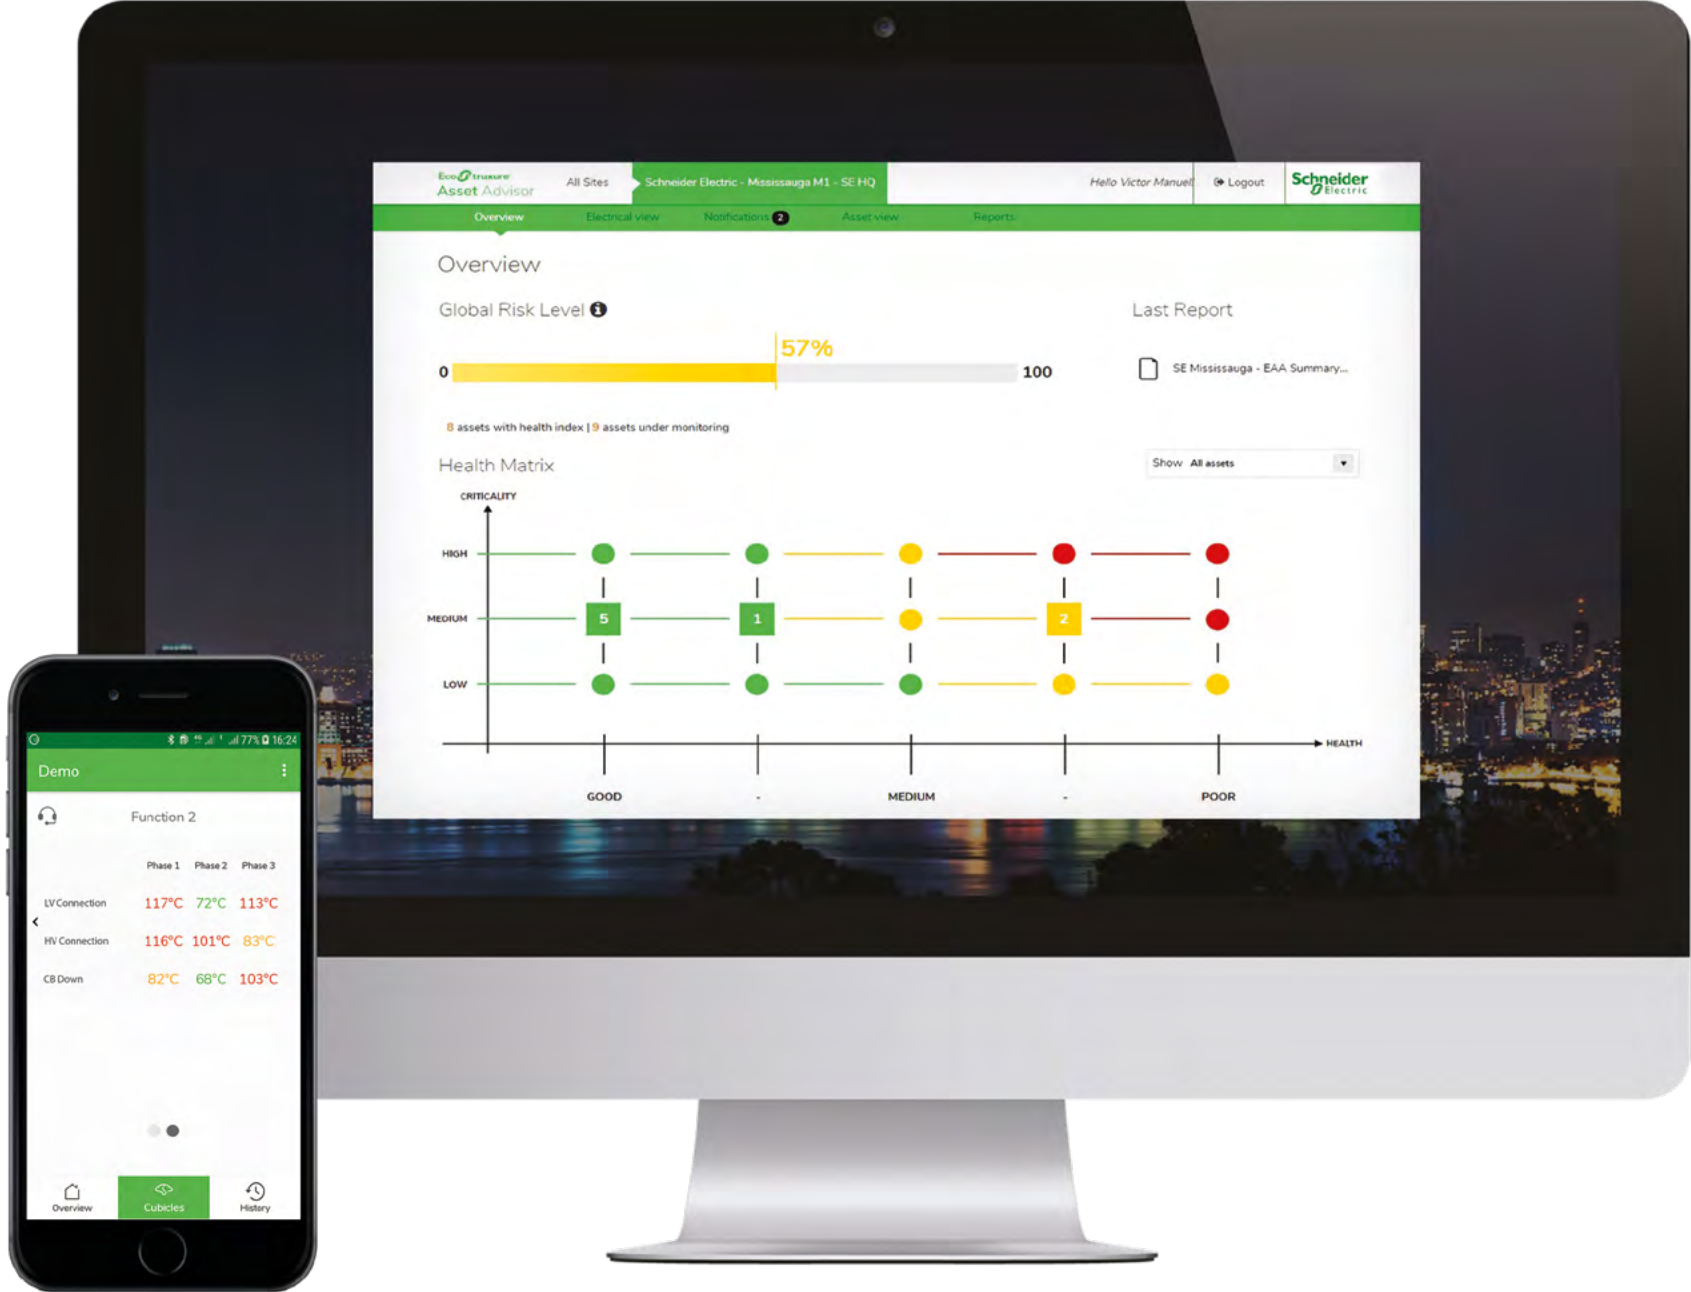 EcoStruxure
Asset Advisor
All Sites
Schneider Electric - Mississauga M1 - SE HQ
Hello Victor Manuel!
Logout
Schneider
Electric
Overview
Electrical view
Notifications 2
Asset view
Reports
Overview
Global Risk Level
Last Report
57%
0
100
SE Mississauga - EAA Summary...
8 assets with health index | 9 assets under monitoring
Health Matrix
Show All assets
CRITICALITY
HIGH
MEDIUM
5
1
2
LOW
HEALTH
GOOD
-
MEDIUM
-
POOR
77% 16:24
Demo
Function 2
Phase 1 Phase 2 Phase 3
LV Connection 117°C 72°C 113°C
HV Connection 116°C 101°C 83°C
CB Down 82°C 68°C 103°C
Overview
Cubicles
History